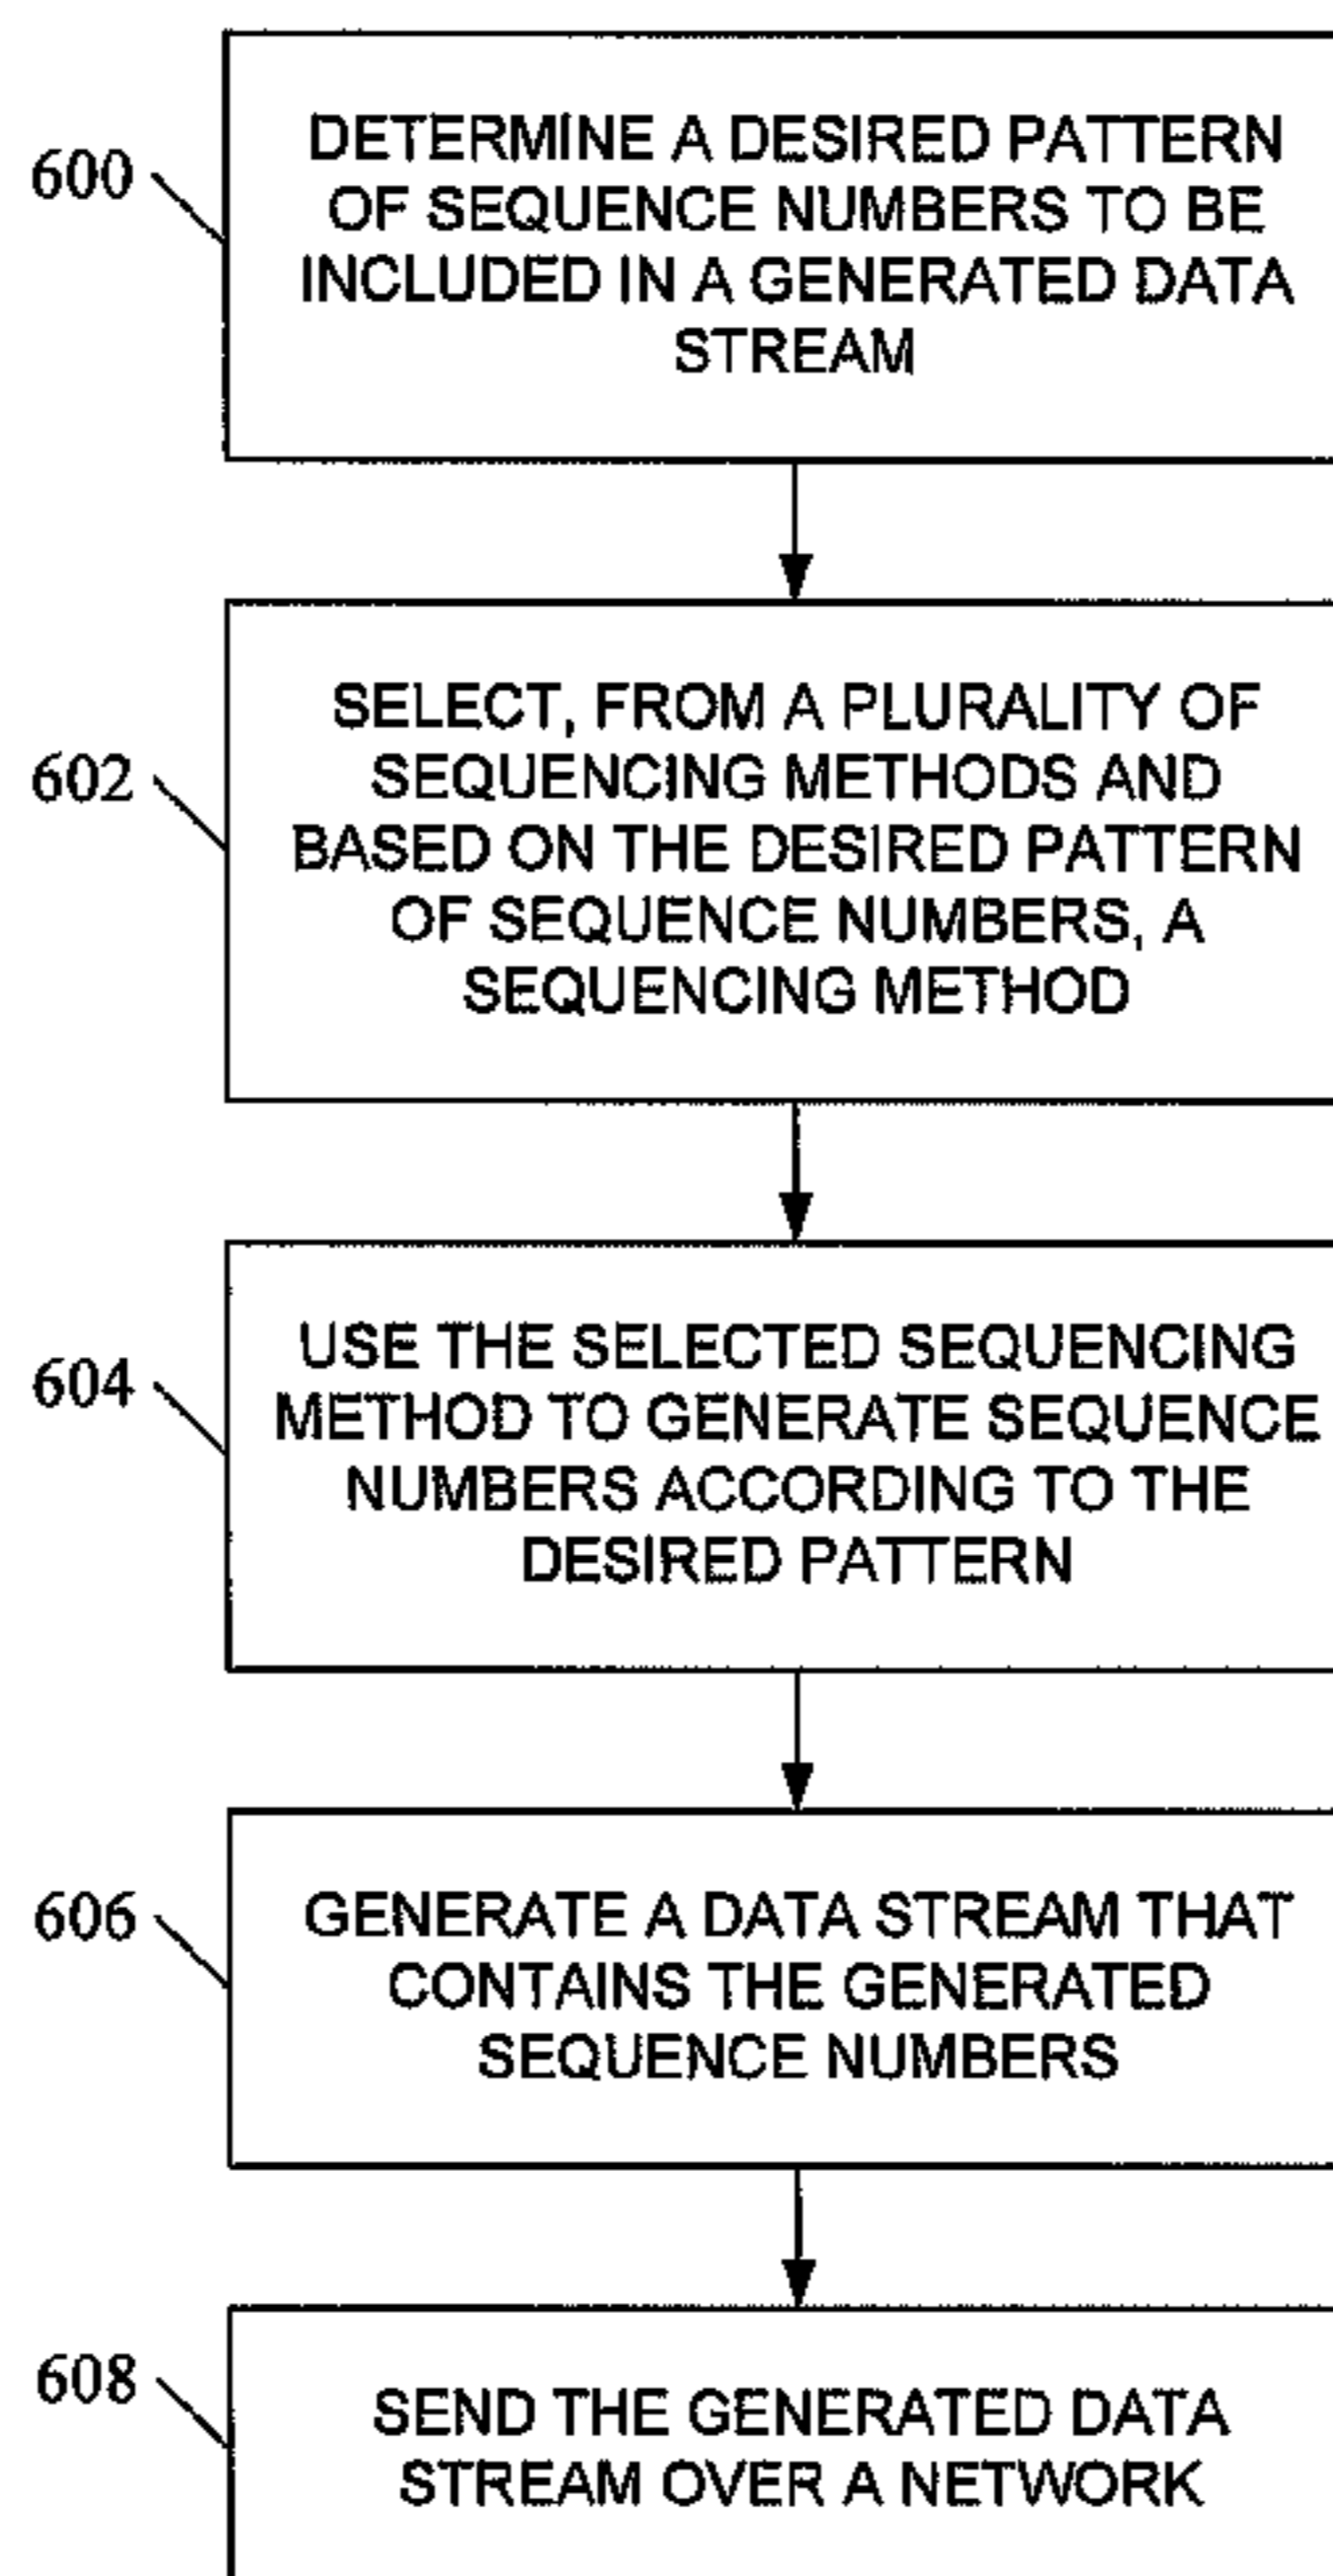 600
DETERMINE A DESIRED PATTERN
OF SEQUENCE NUMBERS TO BE
INCLUDED IN A GENERATED DATA
STREAM
602
SELECT, FROM A PLURALITY OF
SEQUENCING METHODS AND
BASED ON THE DESIRED PATTERN
OF SEQUENCE NUMBERS, A
SEQUENCING METHOD
604
USE THE SELECTED SEQUENCING
METHOD TO GENERATE SEQUENCE
NUMBERS ACCORDING TO THE
DESIRED PATTERN
606
GENERATE A DATA STREAM THAT
CONTAINS THE GENERATED
SEQUENCE NUMBERS
608
SEND THE GENERATED DATA
STREAM OVER A NETWORK